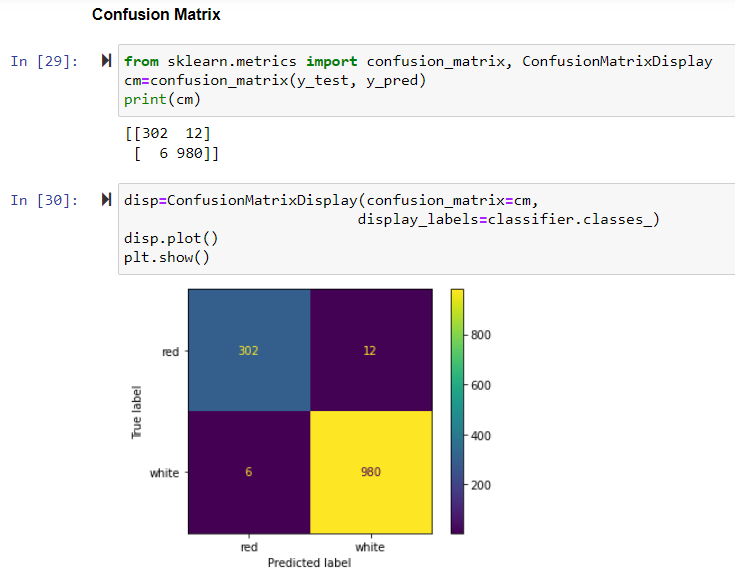 Confusion Matrix
In [29]:
from sklearn.metrics import confusion_matrix, ConfusionMatrixDisplay
cm=confusion_matrix(y_test, y_pred)
print(cm)
[[302  12]
 [  6 980]]
In [30]:
disp=ConfusionMatrixDisplay(confusion_matrix=cm,
                           display_labels=classifier.classes_)
disp.plot()
plt.show()
True label
red
302
12
white
6
980
red
white
Predicted label
800
600
400
200